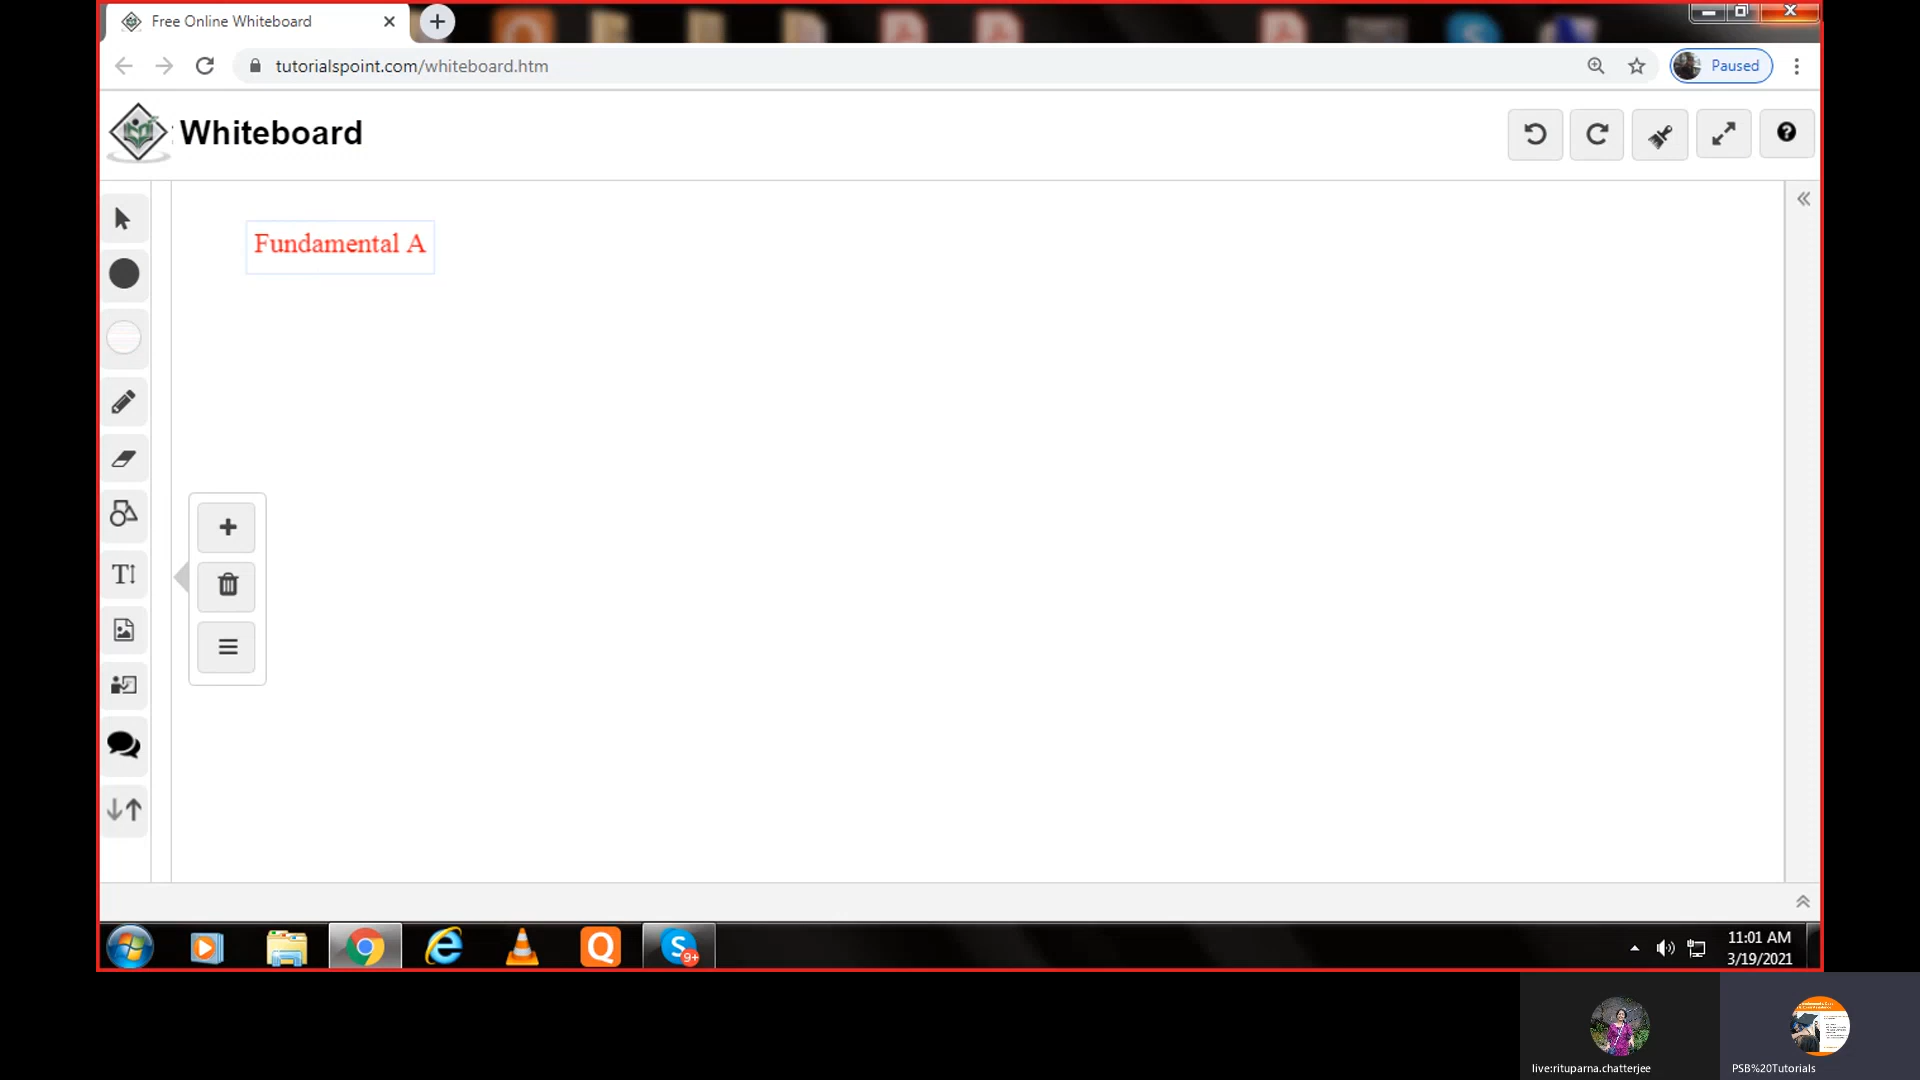 Free Online Whiteboard
tutorialspoint.com/whiteboard.htm
Paused
Whiteboard
Fundamental A
T
Q
S
9+
11:01 AM
3/19/2021
live:rituparna.chatterjee
PSB%20Tutorials